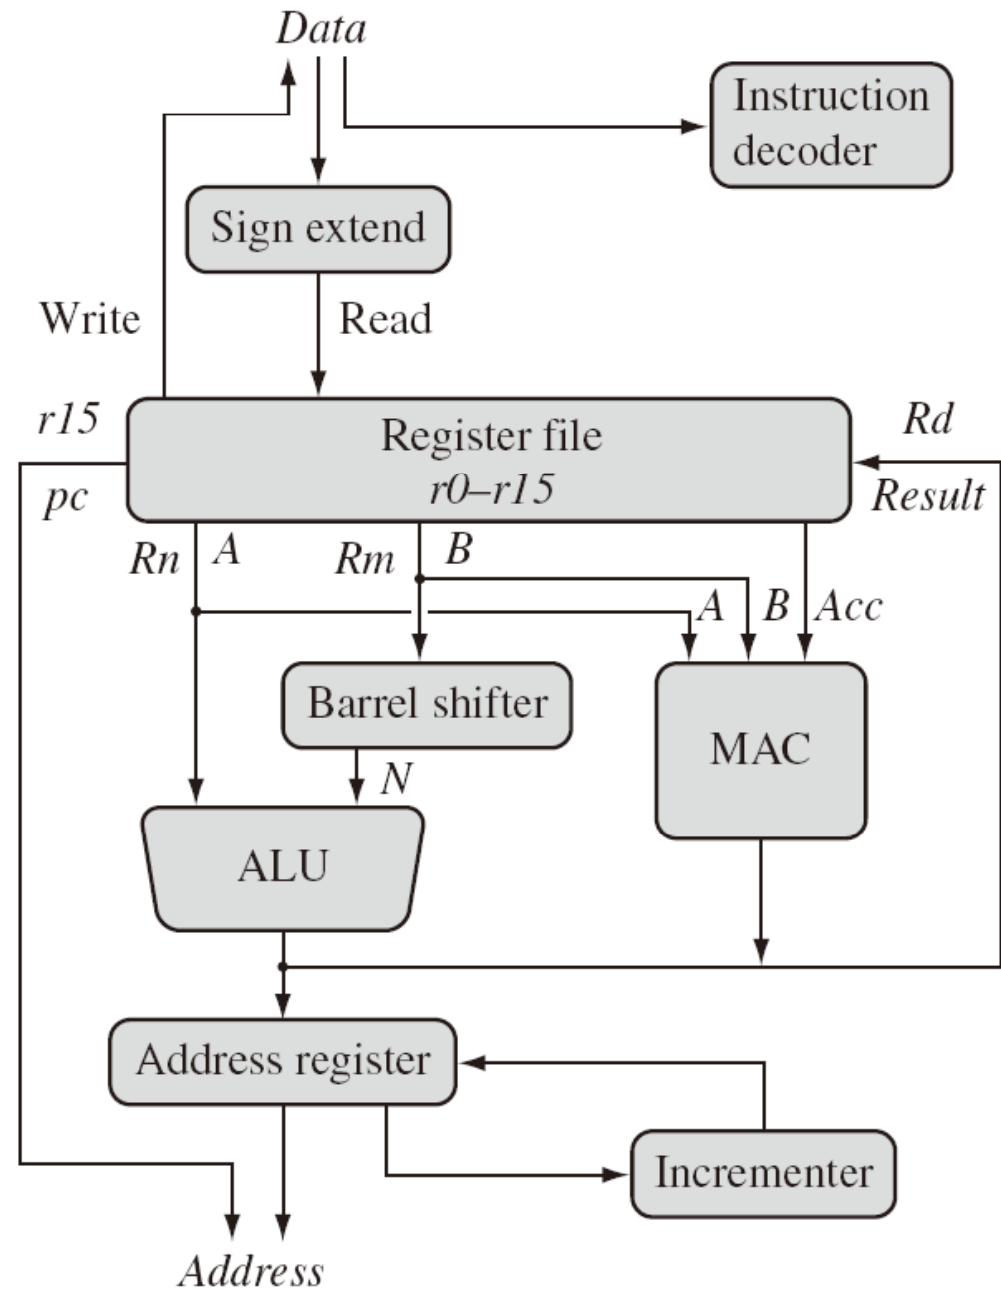 Data
Instruction
decoder
Sign extend
Write
Read
r15
Register file
Rd
pc
r0–r15
Result
Rn
A
Rm
B
A
B
Acc
Barrel shifter
MAC
N
ALU
Address register
Incrementer
Address